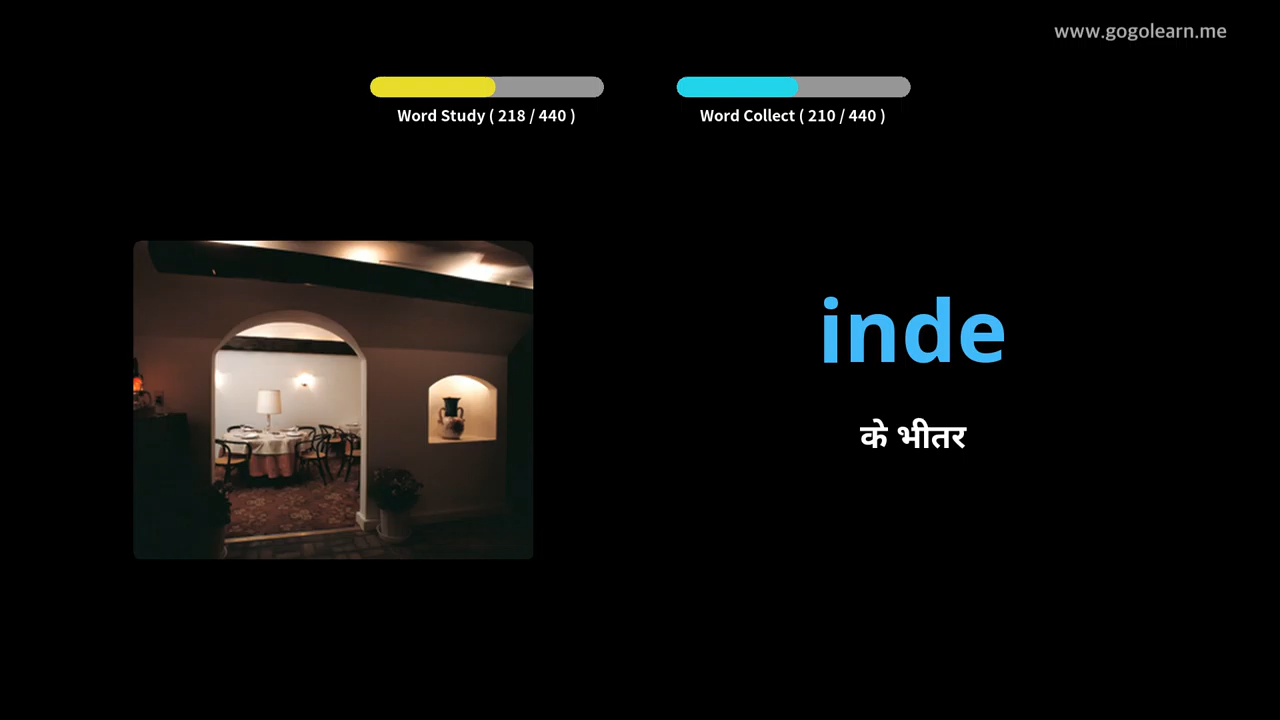 www.gogolearn.me
Word Study ( 218 / 440 )
Word Collect ( 210 / 440 )
inde
के भीतर